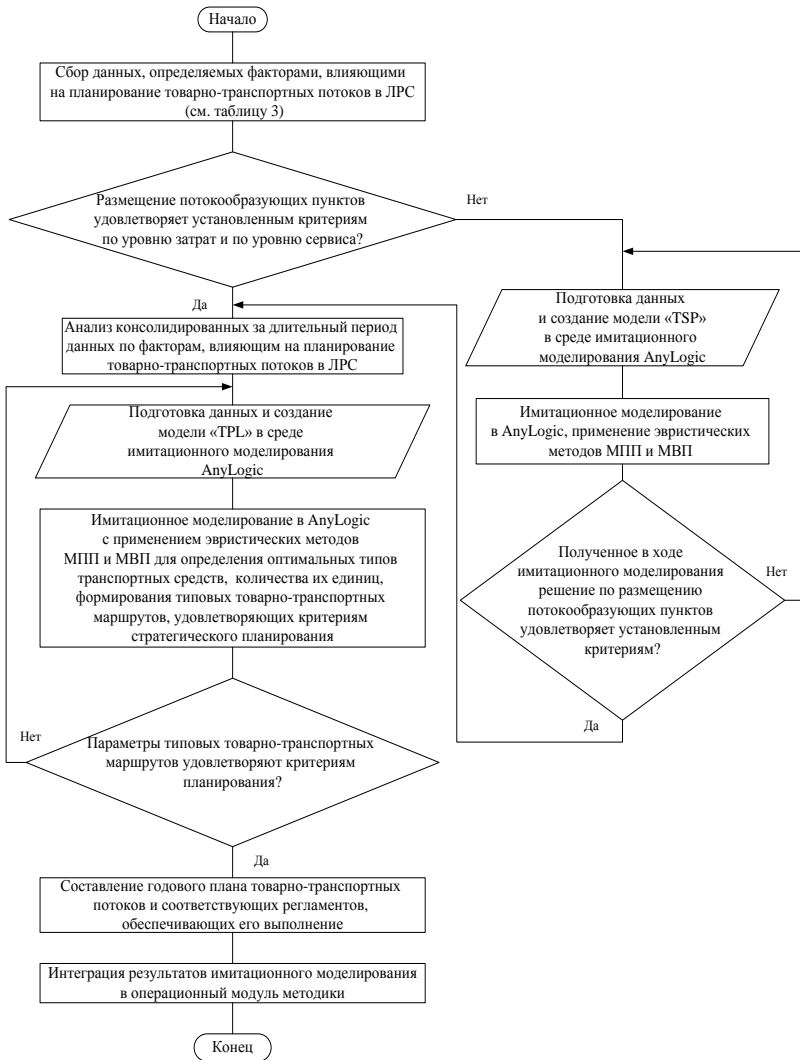 Начало
Сбор данных, определяемых факторами, влияющими
на планирование товарно-транспортных потоков в ЛРС
(см. таблицу 3)
Размещение потокообразующих пунктов
удовлетворяет установленным критериям
по уровню затрат и по уровню сервиса?
Нет
Да
Анализ консолидированных за длительный период
данных по факторам, влияющим на планирование
товарно-транспортных потоков в ЛРС
Подготовка данных и создание
модели «TPL» в среде
имитационного моделирования
AnyLogic
Имитационное моделирование в AnyLogic
с применением эвристических методов
МПП и МВП для определения оптимальных типов
транспортных средств, количества их единиц,
формирования типовых товарно-транспортных
маршрутов, удовлетворяющих критериям
стратегического планирования
Нет
Параметры типовых товарно-транспортных
маршрутов удовлетворяют критериям
планирования?
Да
Составление годового плана товарно-транспортных
потоков и соответствующих регламентов,
обеспечивающих его выполнение
Интеграция результатов имитационного моделирования
в операционный модуль методики
Конец
Подготовка данных
и создание модели «TSP»
в среде имитационного
моделирования AnyLogic
Имитационное моделирование
в AnyLogic, применение эвристических
методов МПП и МВП
Полученное в ходе
имитационного моделирования
решение по размещению
потокообразующих пунктов
удовлетворяет установленным
критериям?
Нет
Да